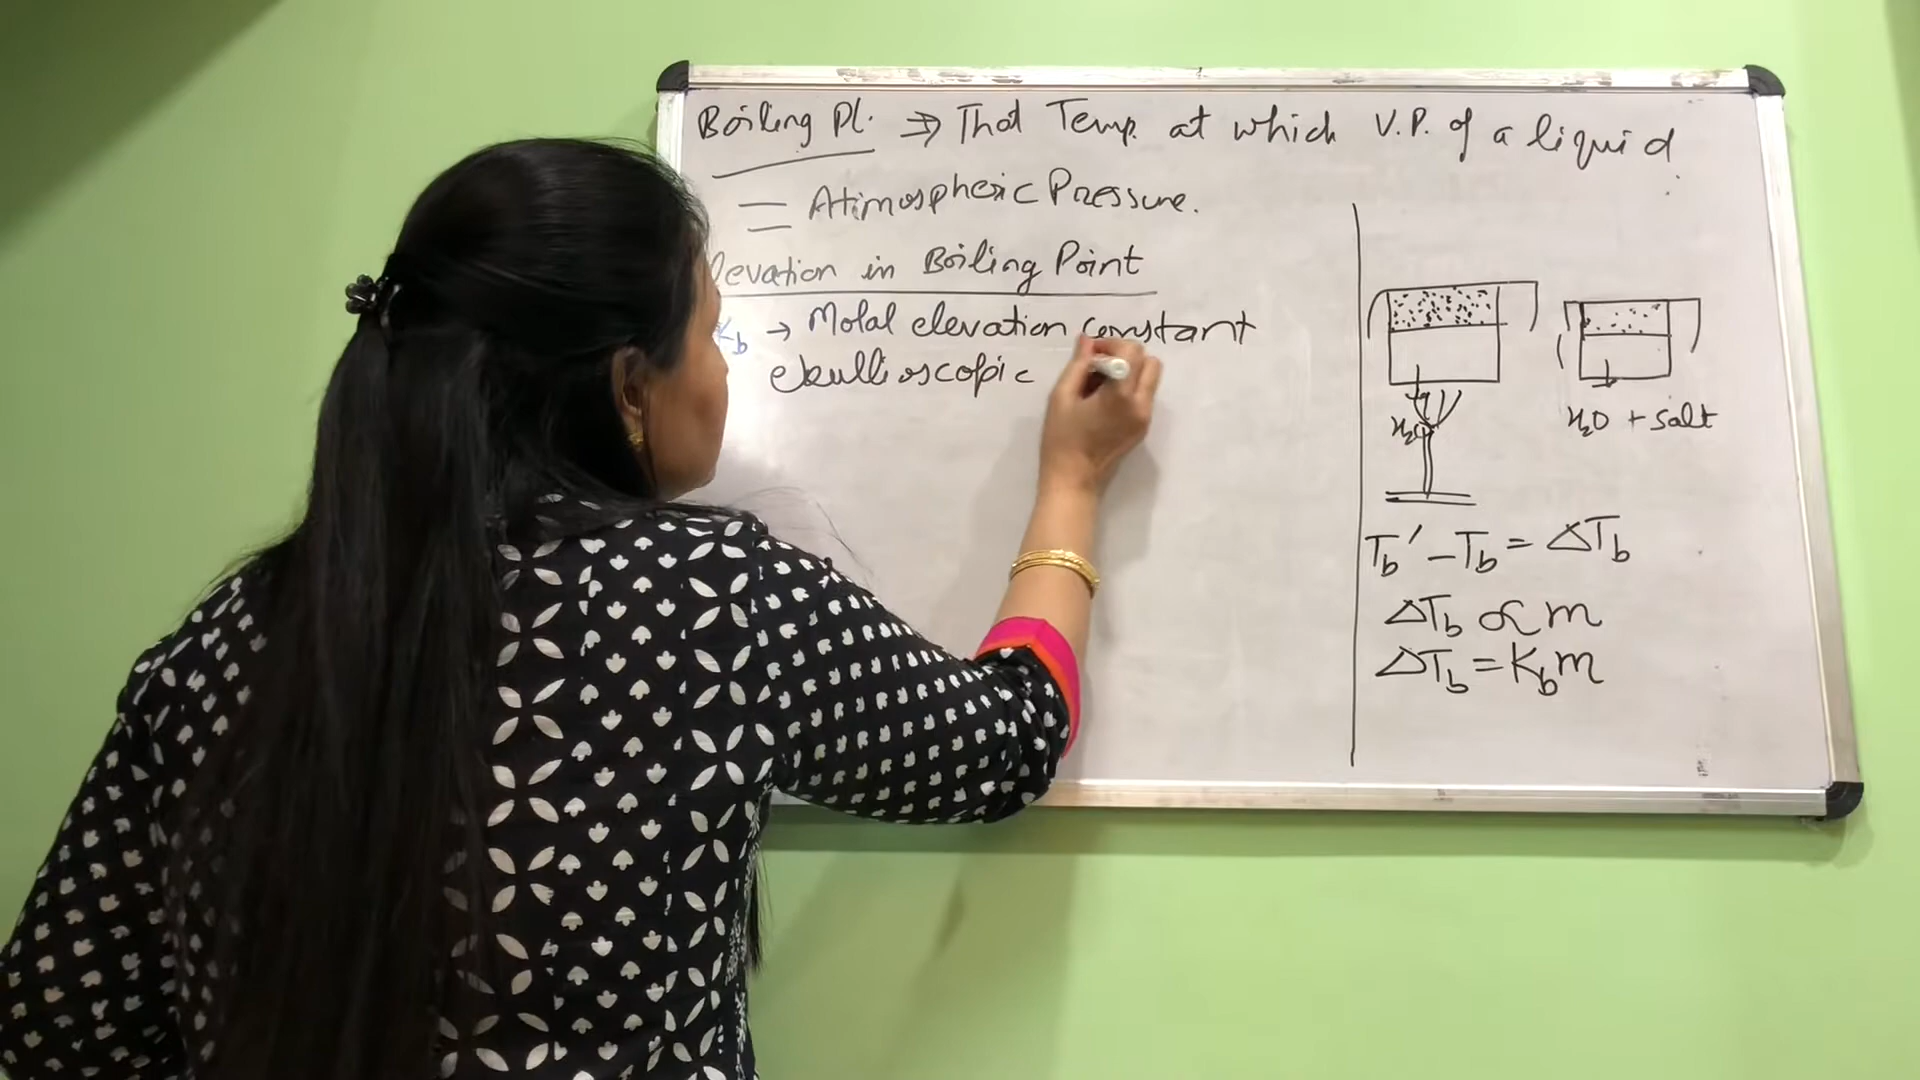 Boiling Pt. ⇒ That Temp. at which V.P. of a liquid
= Atimospheric Pressure.
levation in Boiling Point
Kb → Molal elevation constant
ebullioscopic
H₂O
H₂O + Salt
Tb' - Tb = ΔTb
ΔTb ∝ m
ΔTb = Kb m